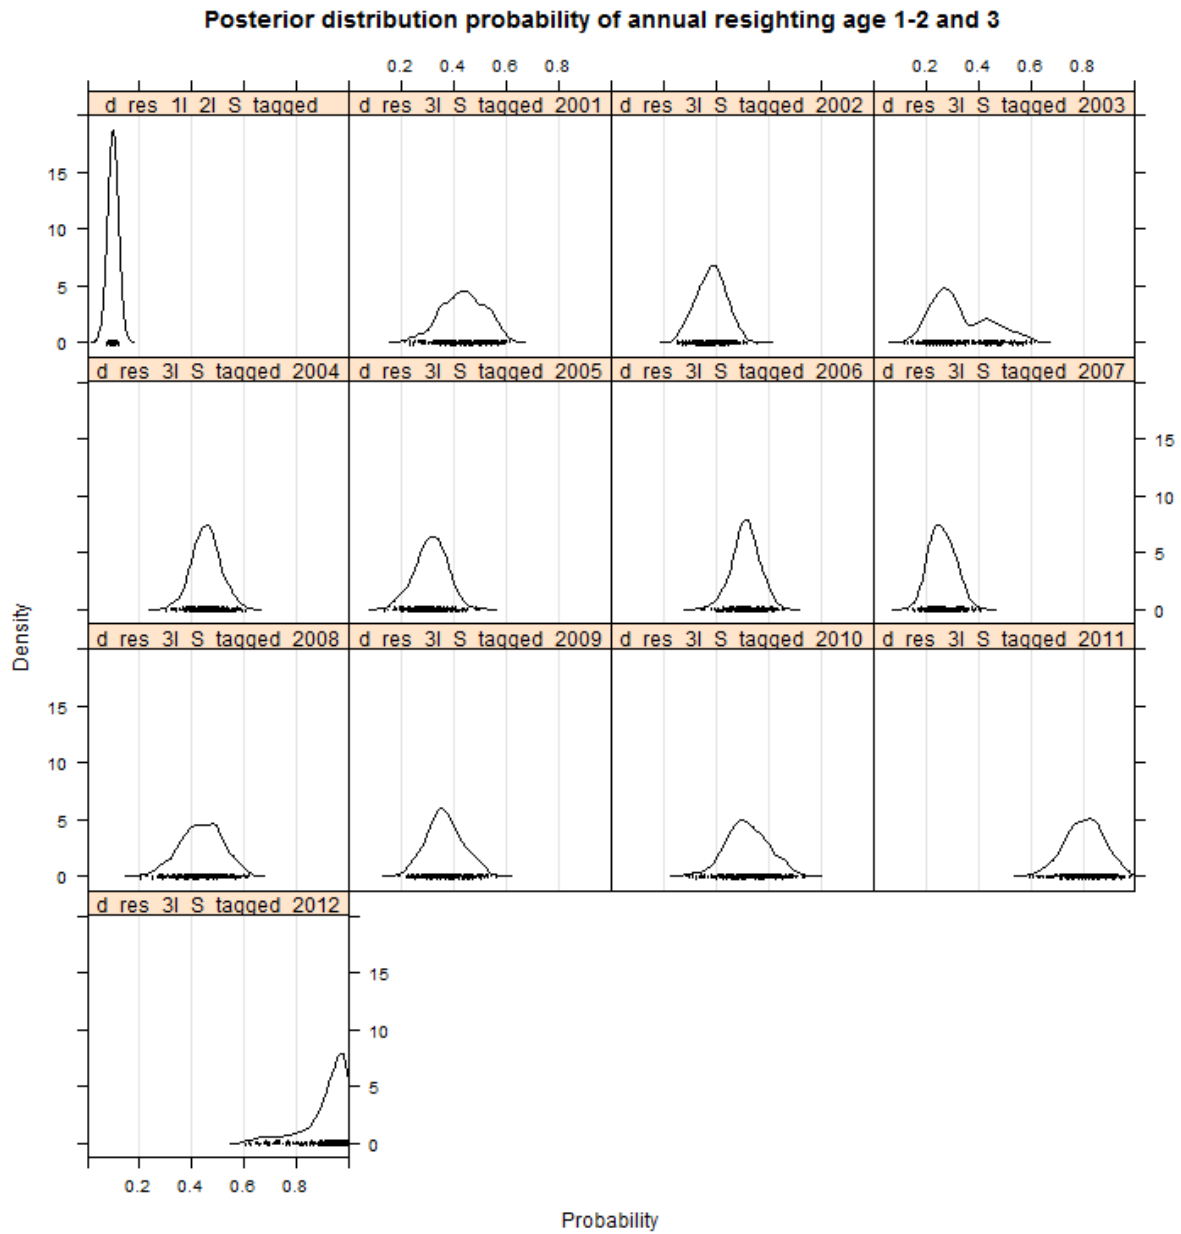 Posterior distribution probability of annual resighting age 1-2 and 3
0.2 0.4 0.6 0.8 0.2 0.4 0.6 0.8
d res 1l 2l S tagged d res 3l S tagged 2001 d res 3l S tagged 2002 d res 3l S tagged 2003
15
10
5
0
d res 3l S tagged 2004 d res 3l S tagged 2005 d res 3l S tagged 2006 d res 3l S tagged 2007
15
10
5
0
d res 3l S tagged 2008 d res 3l S tagged 2009 d res 3l S tagged 2010 d res 3l S tagged 2011
Density
15
10
5
0
d res 3l S tagged 2012
15
10
5
0
0.2 0.4 0.6 0.8
Probability